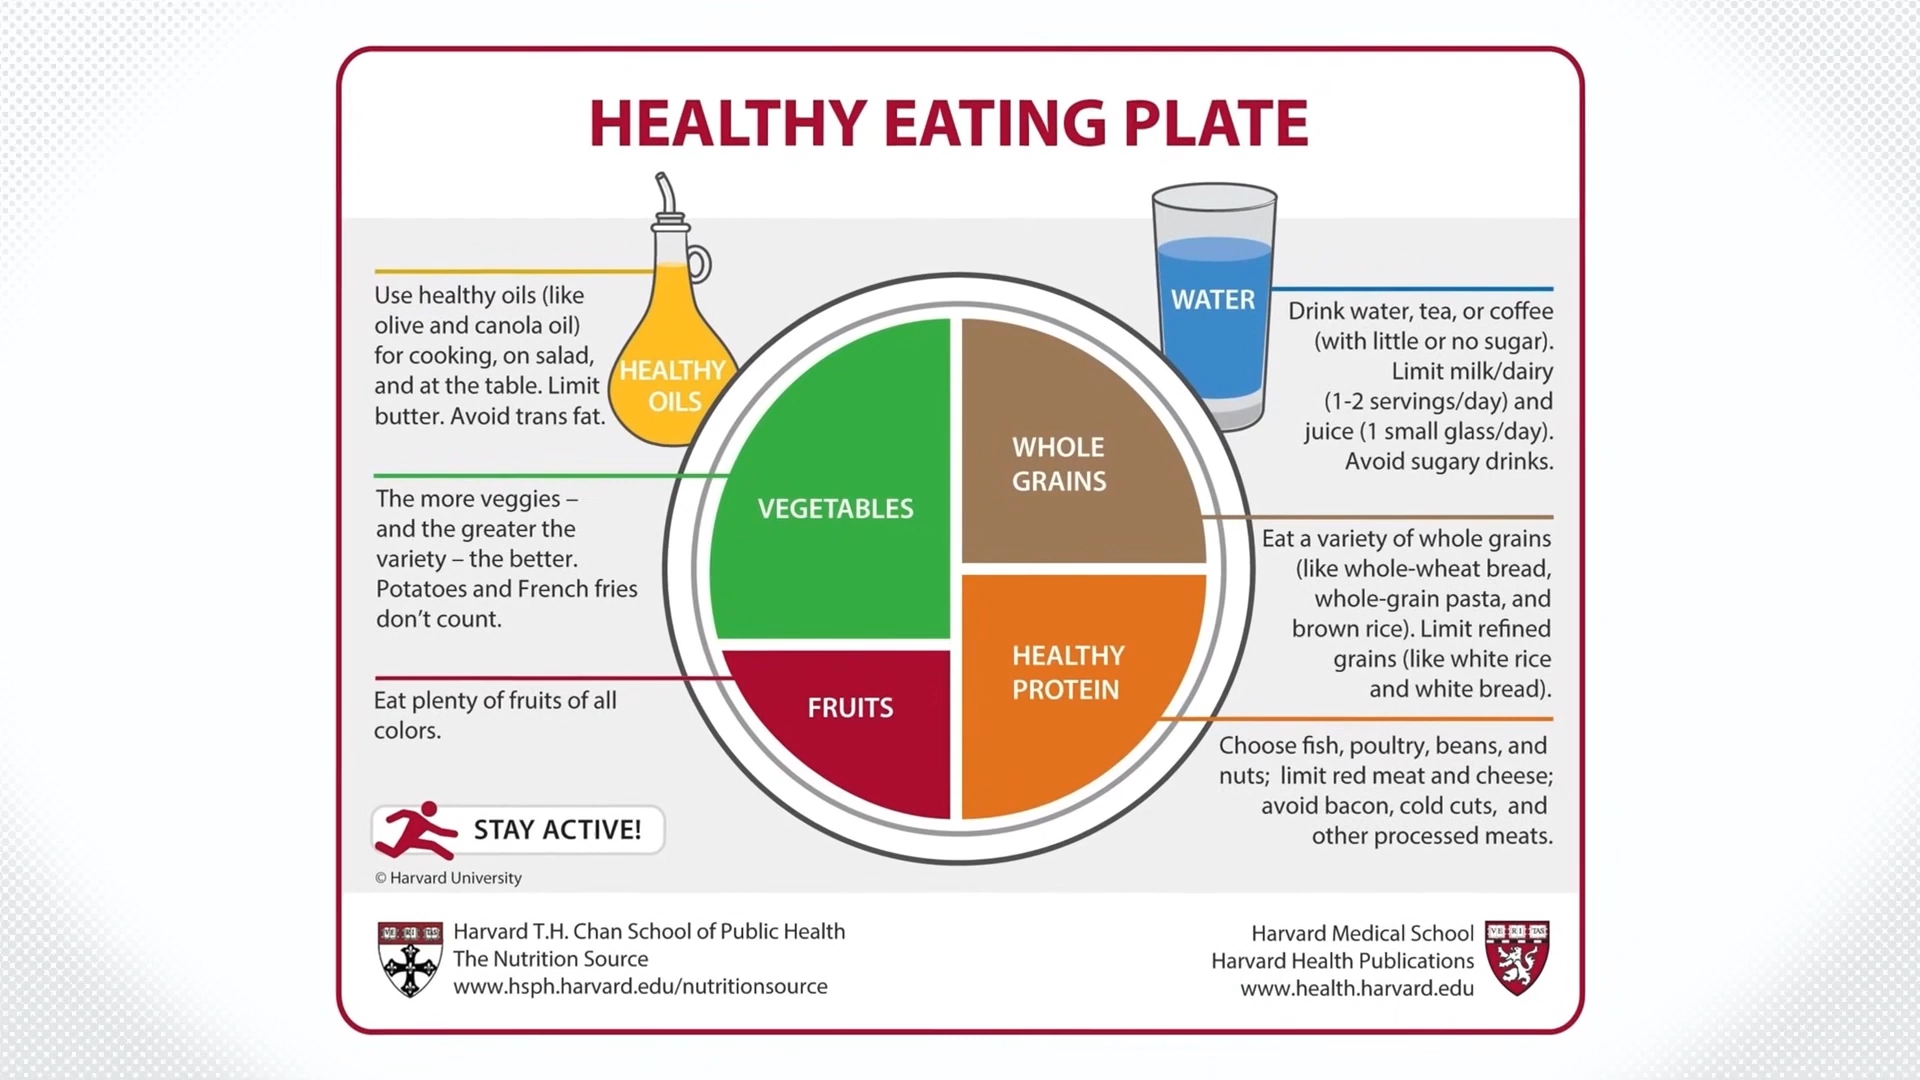 HEALTHY EATING PLATE
HEALTHY
OILS
Use healthy oils (like
olive and canola oil)
for cooking, on salad,
and at the table. Limit
butter. Avoid trans fat.
The more veggies –
and the greater the
variety – the better.
Potatoes and French fries
don’t count.
Eat plenty of fruits of all
colors.
VEGETABLES
FRUITS
WHOLE
GRAINS
HEALTHY
PROTEIN
WATER
Drink water, tea, or coffee
(with little or no sugar).
Limit milk/dairy
(1-2 servings/day) and
juice (1 small glass/day).
Avoid sugary drinks.
Eat a variety of whole grains
(like whole-wheat bread,
whole-grain pasta, and
brown rice). Limit refined
grains (like white rice
and white bread).
Choose fish, poultry, beans, and
nuts; limit red meat and cheese;
avoid bacon, cold cuts, and
other processed meats.
STAY ACTIVE!
© Harvard University
VE RI TAS
Harvard T.H. Chan School of Public Health
The Nutrition Source
www.hsph.harvard.edu/nutritionsource
Harvard Medical School
Harvard Health Publications
www.health.harvard.edu
VE RI TAS